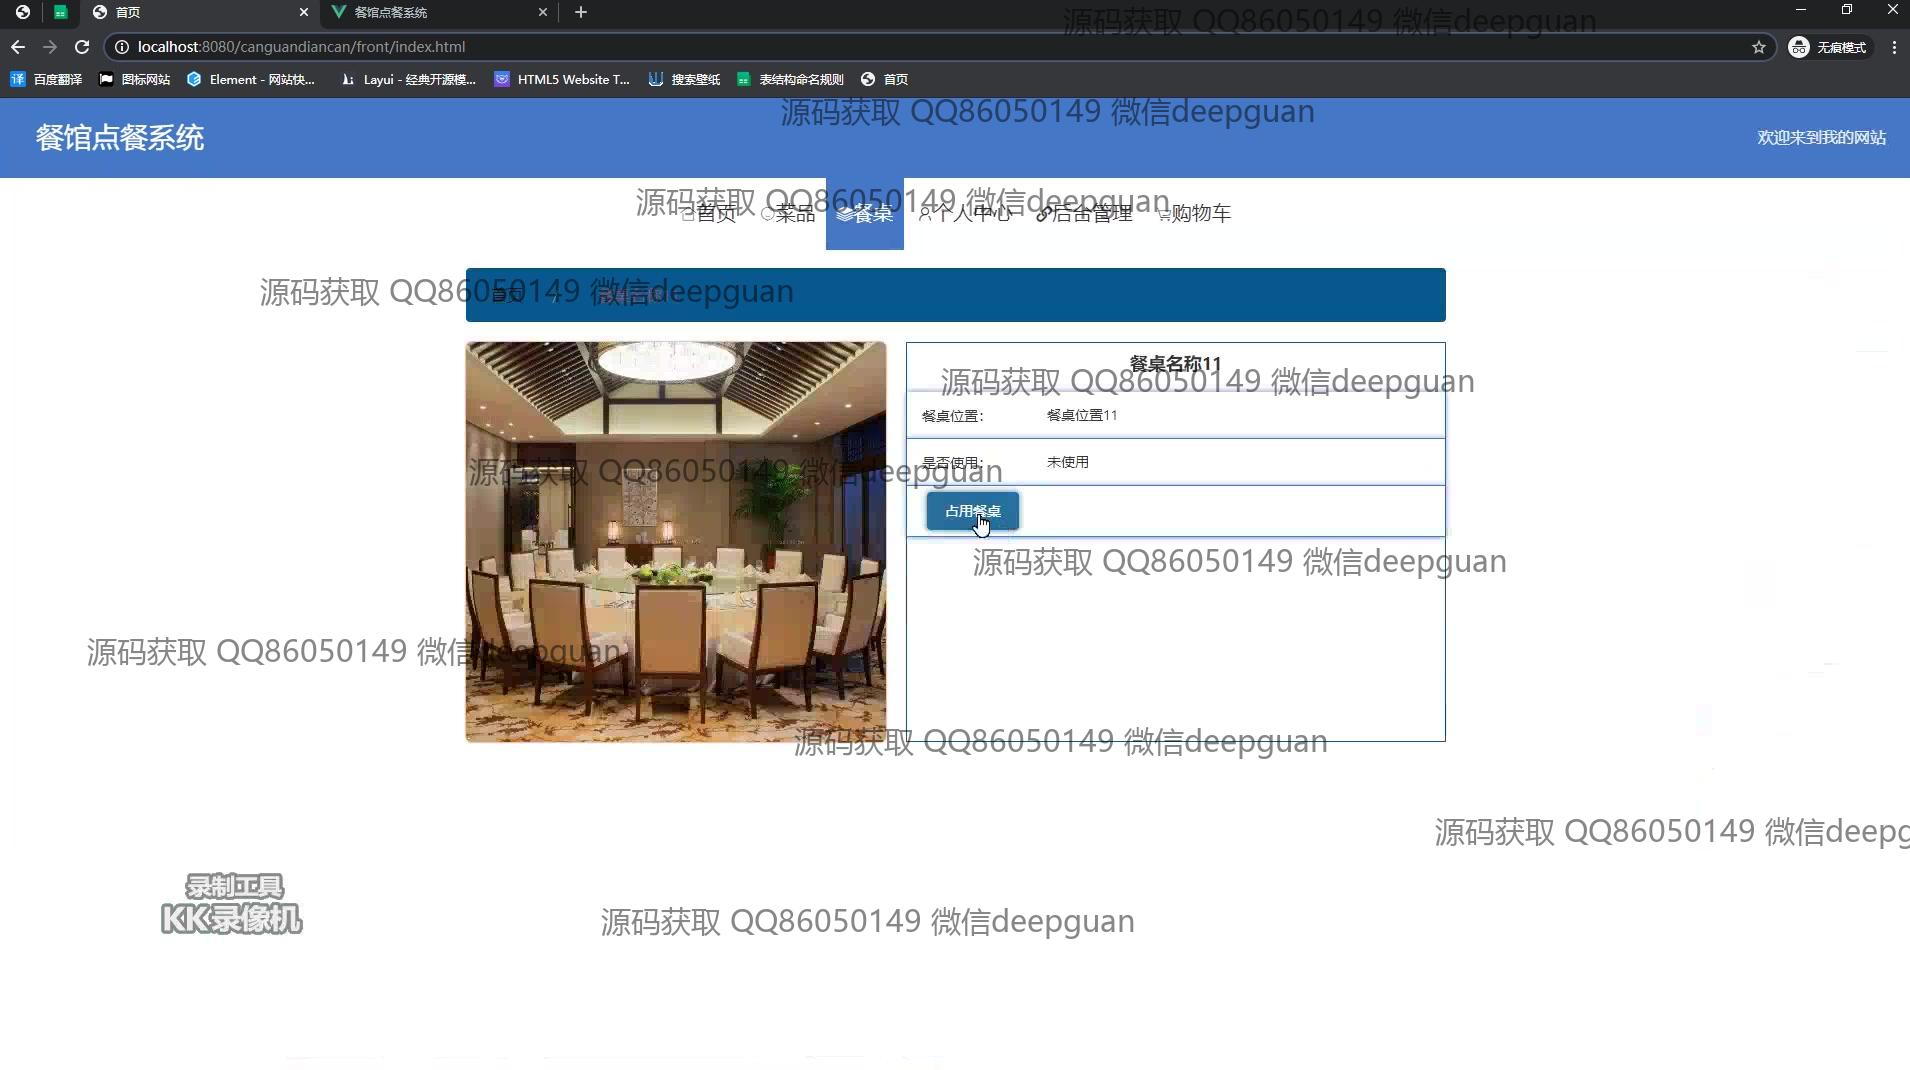 首页
餐馆点餐系统
源码获取 QQ86050149 微信deepguan
localhost:8080/canguandiancan/front/index.html
无痕模式
百度翻译
图标网站
Element - 网站快...
Layui - 经典开源模...
HTML5 Website T...
搜索壁纸
表结构命名规则
首页
源码获取 QQ86050149 微信deepguan
餐馆点餐系统
欢迎来到我的网站
源码获取 QQ86050149 微信deepguan
首页
菜品
餐桌
个人中心
后台管理
购物车
源码获取 QQ86050149 微信deepguan
首页 /
餐桌名称11
源码获取 QQ86050149 微信deepguan
餐桌位置: 餐桌位置11
是否使用: 未使用
源码获取 QQ86050149 微信deepguan
占用餐桌
源码获取 QQ86050149 微信deepguan
源码获取 QQ86050149 微信deepguan
源码获取 QQ86050149 微信deepguan
源码获取 QQ86050149 微信deepg
录制工具
KK录像机
源码获取 QQ86050149 微信deepguan